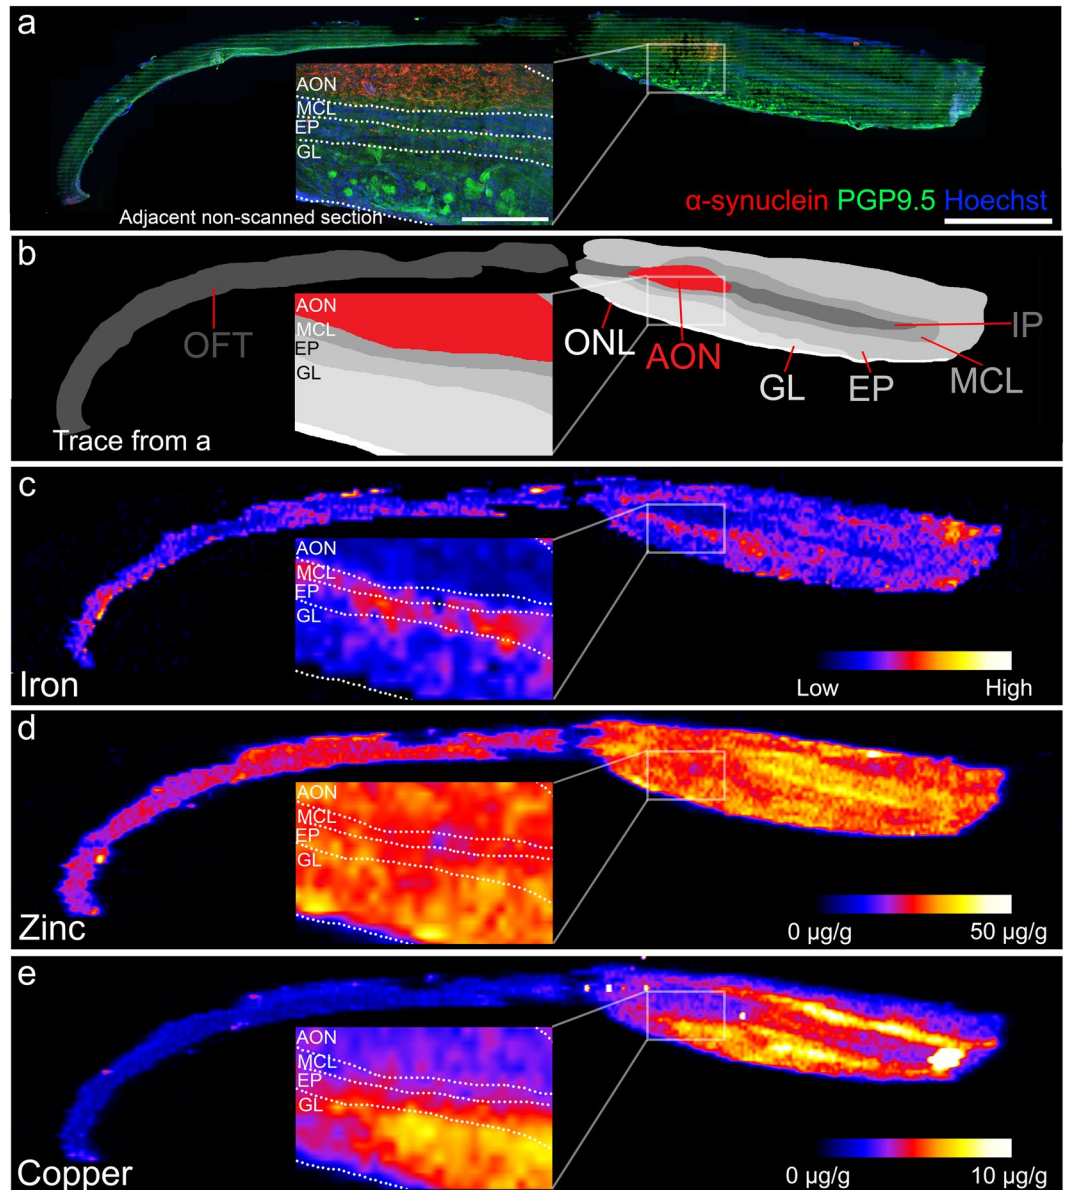 a
AON
MCL
EP
GL
Adjacent non-scanned section
α-synuclein PGP9.5 Hoechst
b
OFT
AON
MCL
EP
GL
ONL
AON
GL
EP
MCL
IP
Trace from a
c
AON
MCL
EP
GL
Iron
Low High
d
AON
MCL
EP
GL
Zinc
0 µg/g 50 µg/g
e
AON
MCL
EP
GL
Copper
0 µg/g 10 µg/g